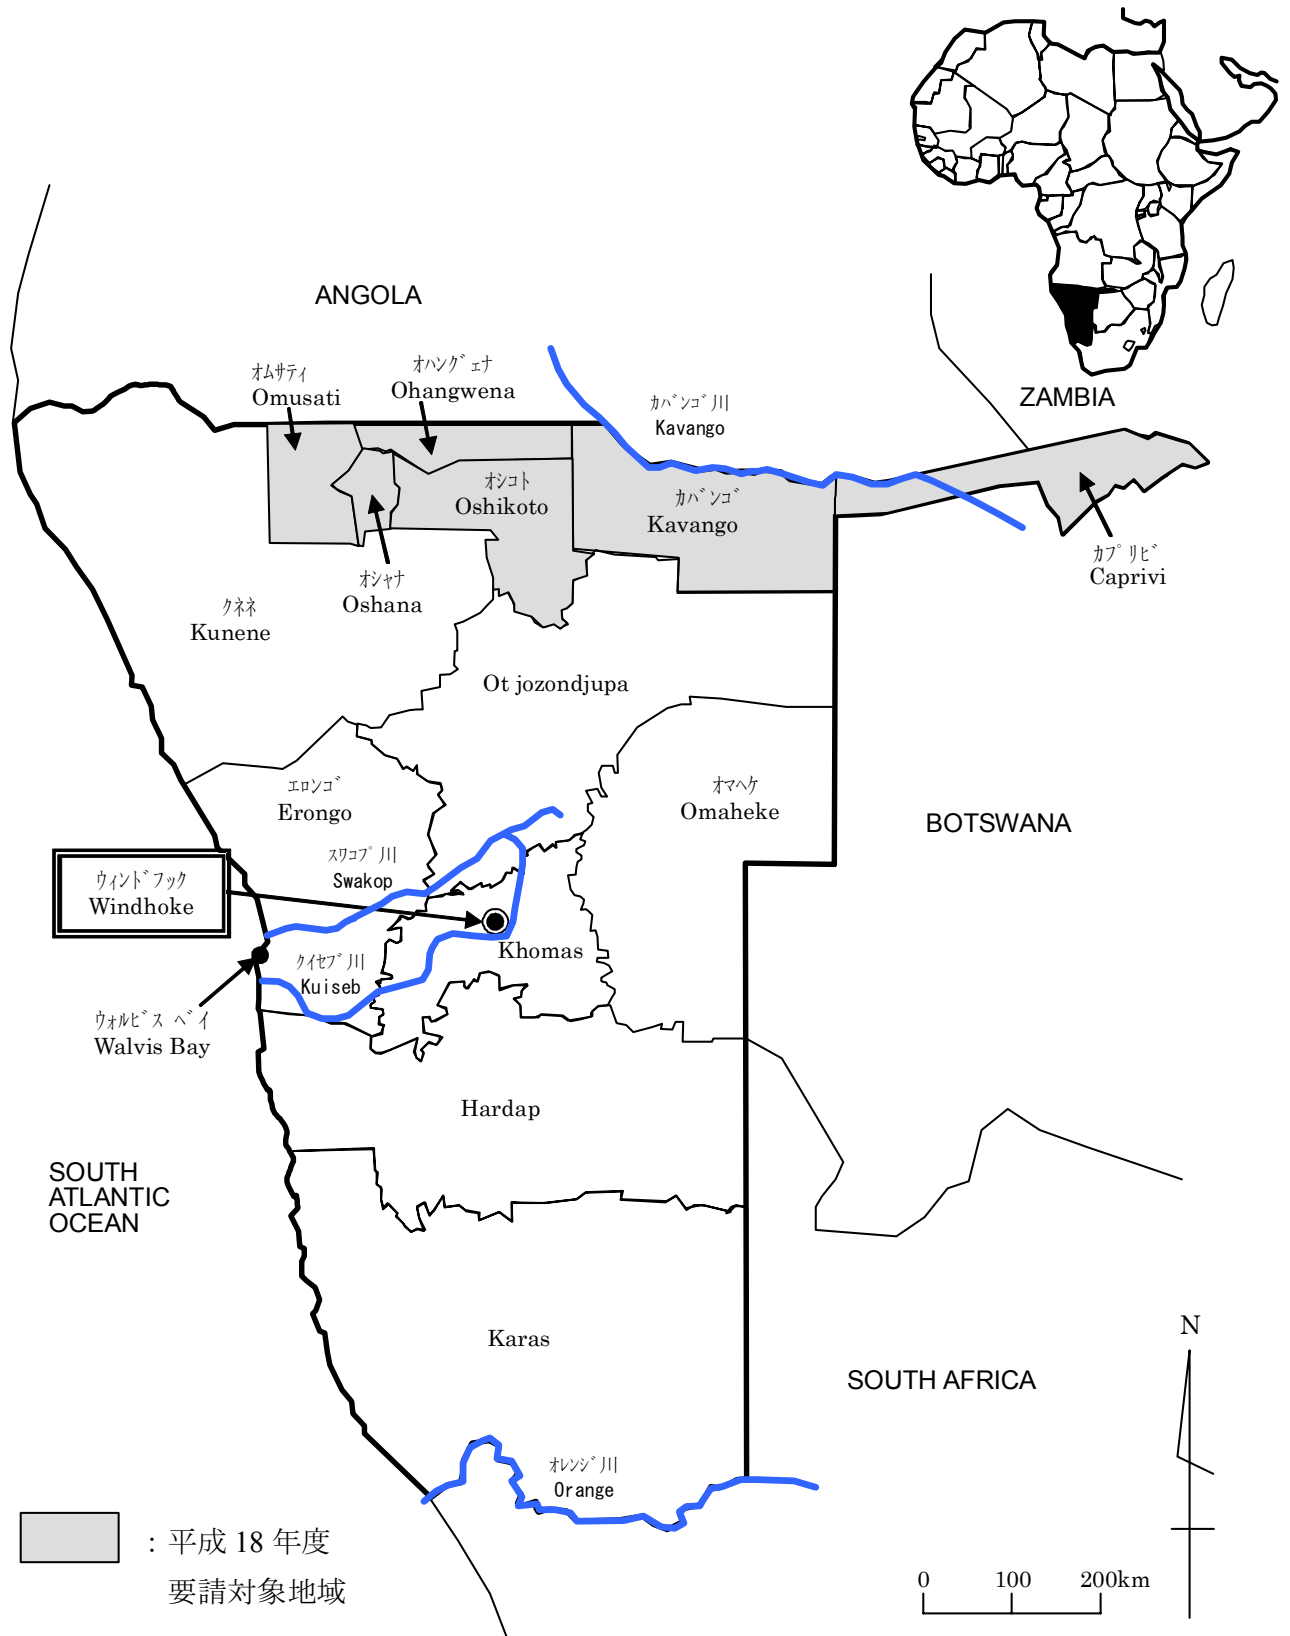 ANGOLA
オムサティ
Omusati
オハングェナ
Ohangwena
カバンゴ川
Kavango
ZAMBIA
オシコト
Oshikoto
カバンゴ
Kavango
カプリビ
Caprivi
オシャナ
Oshana
クネネ
Kunene
Ot jozondjupa
エロンゴ
Erongo
オマヘケ
Omaheke
BOTSWANA
スワコプ川
Swakop
ウィンドフック
Windhoke
Khomas
クイセブ川
Kuiseb
ウォルビス ベイ
Walvis Bay
Hardap
SOUTH
ATLANTIC
OCEAN
Karas
SOUTH AFRICA
N
オレンジ川
Orange
：平成 18 年度
要請対象地域
0 100 200km